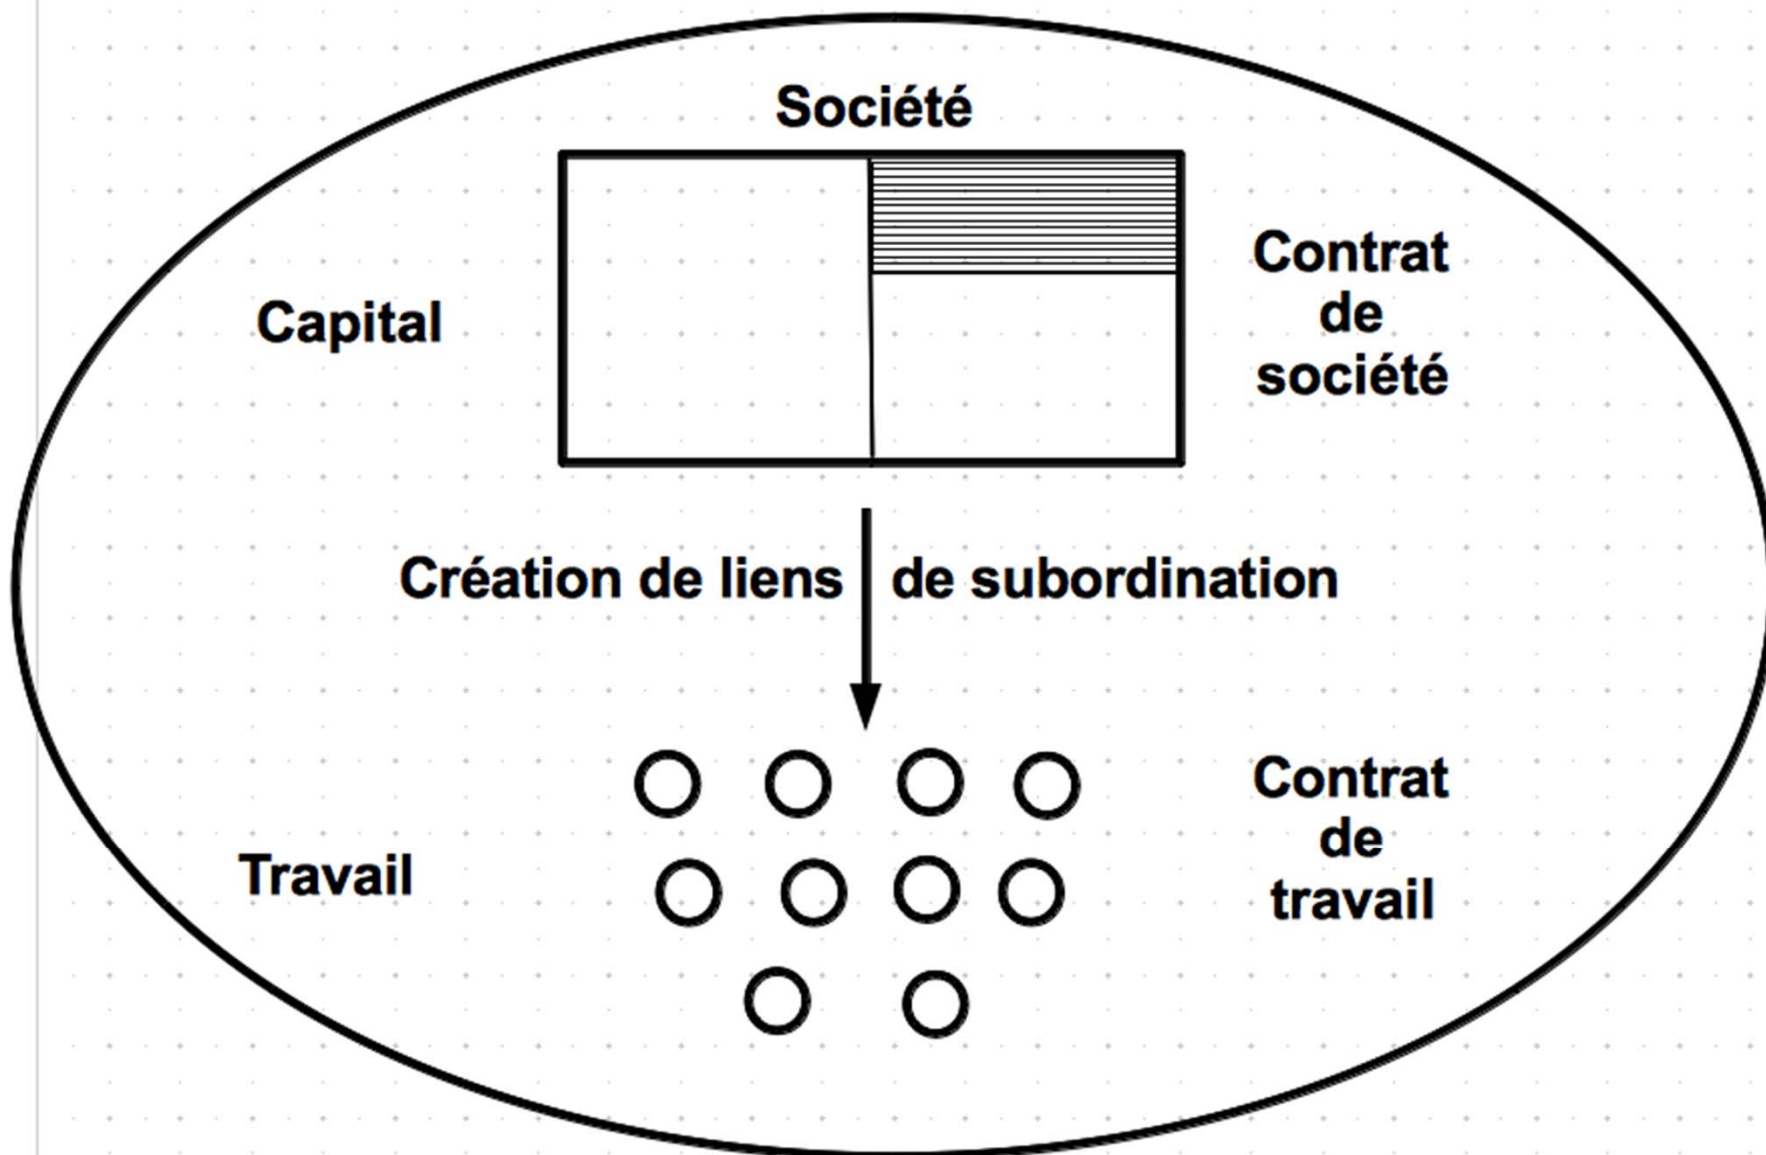 Société
Capital
Contrat
de
société
Création de liens de subordination
Travail
Contrat
de
travail